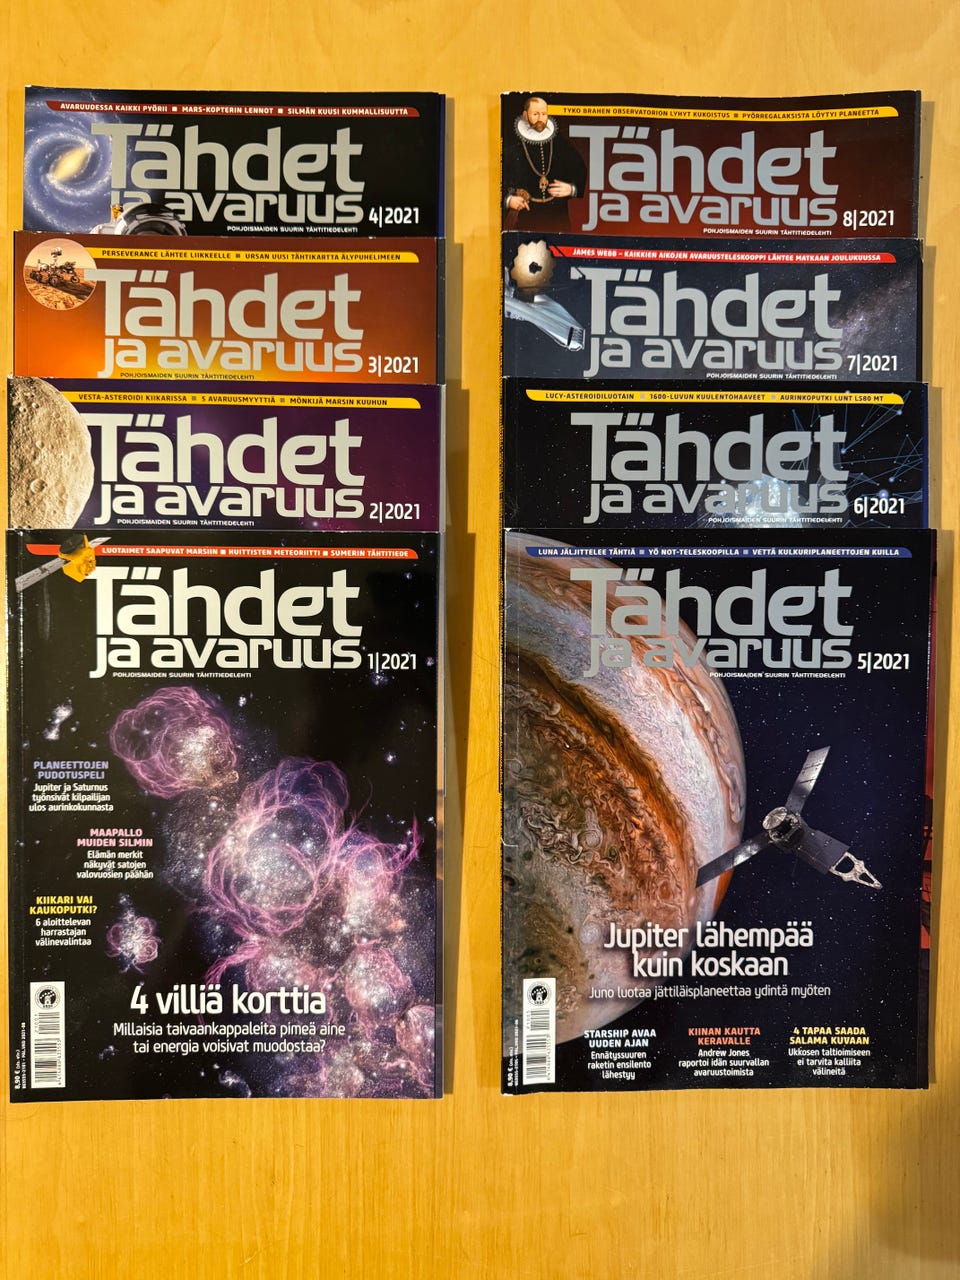 AVARUUDESSA KAIKKI PYÖRII ■ MARS-KOPTERIN LENNOT ■ SILMÄN KUUSI KUMMALLISUUTTA
Tähdet
ja avaruus 4|2021
POHJOISMAIDEN SUURIN TÄHTITIEDELEHTI
PERSEVERANCE LÄHTEE LIIKKEELLE ■ URSAN UUSI TÄHTIKARTTA ÄLYPUHELIMEEN
Tähdet
ja avaruus 3|2021
POHJOISMAIDEN SUURIN TÄHTITIEDELEHTI
VESTA-ASTEROIDI KIIKARISSA ■ 5 AVARUUSMYYTTIÄ ■ MÖNKIJÄ MARSIN KUUHUN
Tähdet
ja avaruus 2|2021
POHJOISMAIDEN SUURIN TÄHTITIEDELEHTI
LUOTAIMET SAAPUVAT MARSIIN ■ HUITTISTEN METEORIITTI ■ SUMERIN TÄHTITIEDE
Tähdet
ja avaruus 1|2021
POHJOISMAIDEN SUURIN TÄHTITIEDELEHTI
PLANEETTOJEN
PUDOTUSPELI
Jupiter ja Saturnus
työnsivät kilpailijan
ulos aurinkokunnasta
MAAPALLO
MUIDEN SILMIN
Elämän merkit
näkyvät satojen
valovuosien päähän
KIIKARI VAI
KAUKOPUTKI?
6 aloittelevan
harrastajan
välinevalintaa
4 villiä korttia
Millaisia taivaankappaleita pimeä aine
tai energia voisivat muodostaa?
8,90 €
TYKO BRAHEN OBSERVATORION LYHYT KUKOISTUS ■ PYÖRREGALAKSISTA LÖYTYI PLANEETTA
Tähdet
ja avaruus 8|2021
POHJOISMAIDEN SUURIN TÄHTITIEDELEHTI
JAMES WEBB – KAIKKIEN AIKOJEN AVARUUSTELESKOOPPI LÄHTEE MATKAAN JOULUKUUSSA
Tähdet
ja avaruus 7|2021
POHJOISMAIDEN SUURIN TÄHTITIEDELEHTI
LUCY-ASTEROIDILUOTAIN ■ 1600-LUVUN KUULENTOHAAVEET ■ AURINKOPUTKI LUNT LS80 MT
Tähdet
ja avaruus 6|2021
POHJOISMAIDEN SUURIN TÄHTITIEDELEHTI
LUNA JÄLJITTELEE TÄHTIÄ ■ YÖ NOT-TELESKOOPILLA ■ VETTÄ KULKURIPLANEETTOJEN KUILLA
Tähdet
ja avaruus 5|2021
POHJOISMAIDEN SUURIN TÄHTITIEDELEHTI
Jupiter lähempää
kuin koskaan
Juno luotaa jättiläisplaneettaa ydintä myöten
STARSHIP AVAA
UUDEN AJAN
Ennätyssuuren
raketin ensilento
lähestyy
KIINAN KAUTTA
KERAVALLE
Andrew Jones
raportoi idän suurvallan
avaruustoimista
4 TAPAA SAADA
SALAMA KUVAAN
Ukkosen taltioimiseen
ei tarvita kalliita
välineitä
8,90 €